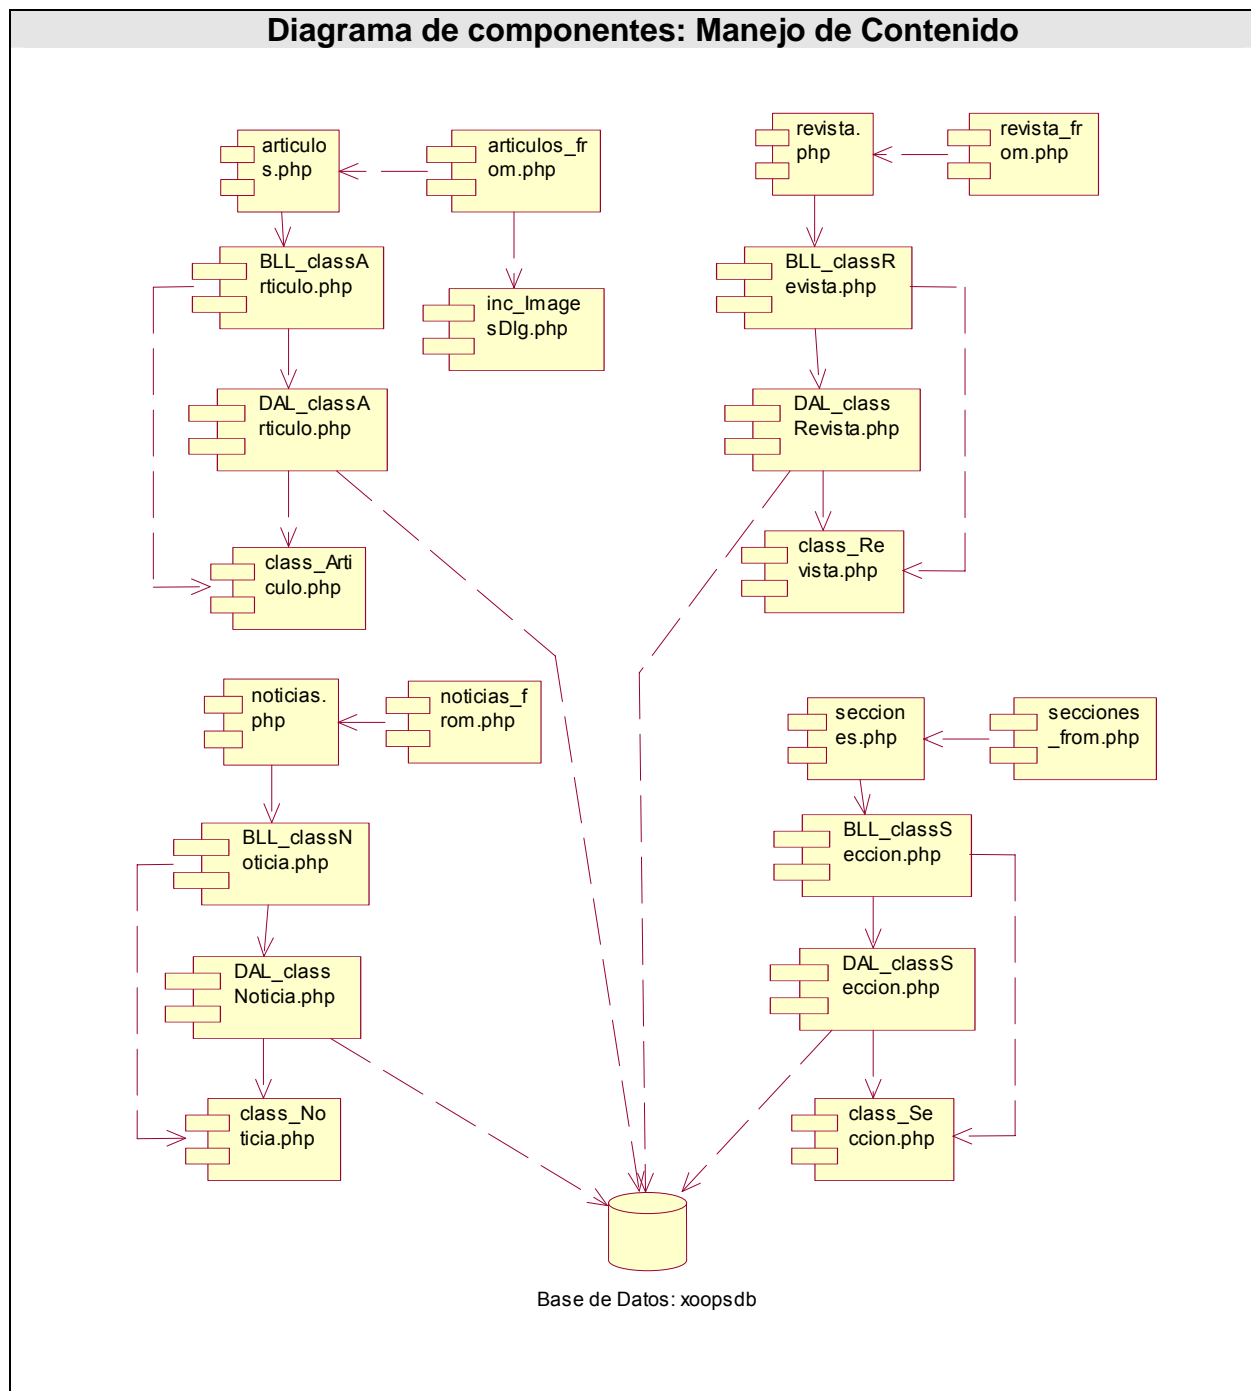 Diagrama de componentes: Manejo de Contenido
articulo
s.php
articulos_fr
om.php
revista.
php
revista_fr
om.php
BLL_classA
rticulo.php
inc_Image
sDlg.php
BLL_classR
evista.php
DAL_classA
rticulo.php
DAL_class
Revista.php
class_Arti
culo.php
class_Re
vista.php
noticias.
php
noticias_f
rom.php
seccion
es.php
secciones
_from.php
BLL_classN
oticia.php
BLL_classS
eccion.php
DAL_class
Noticia.php
DAL_classS
eccion.php
class_No
ticia.php
class_Se
ccion.php
Base de Datos: xoopsdb